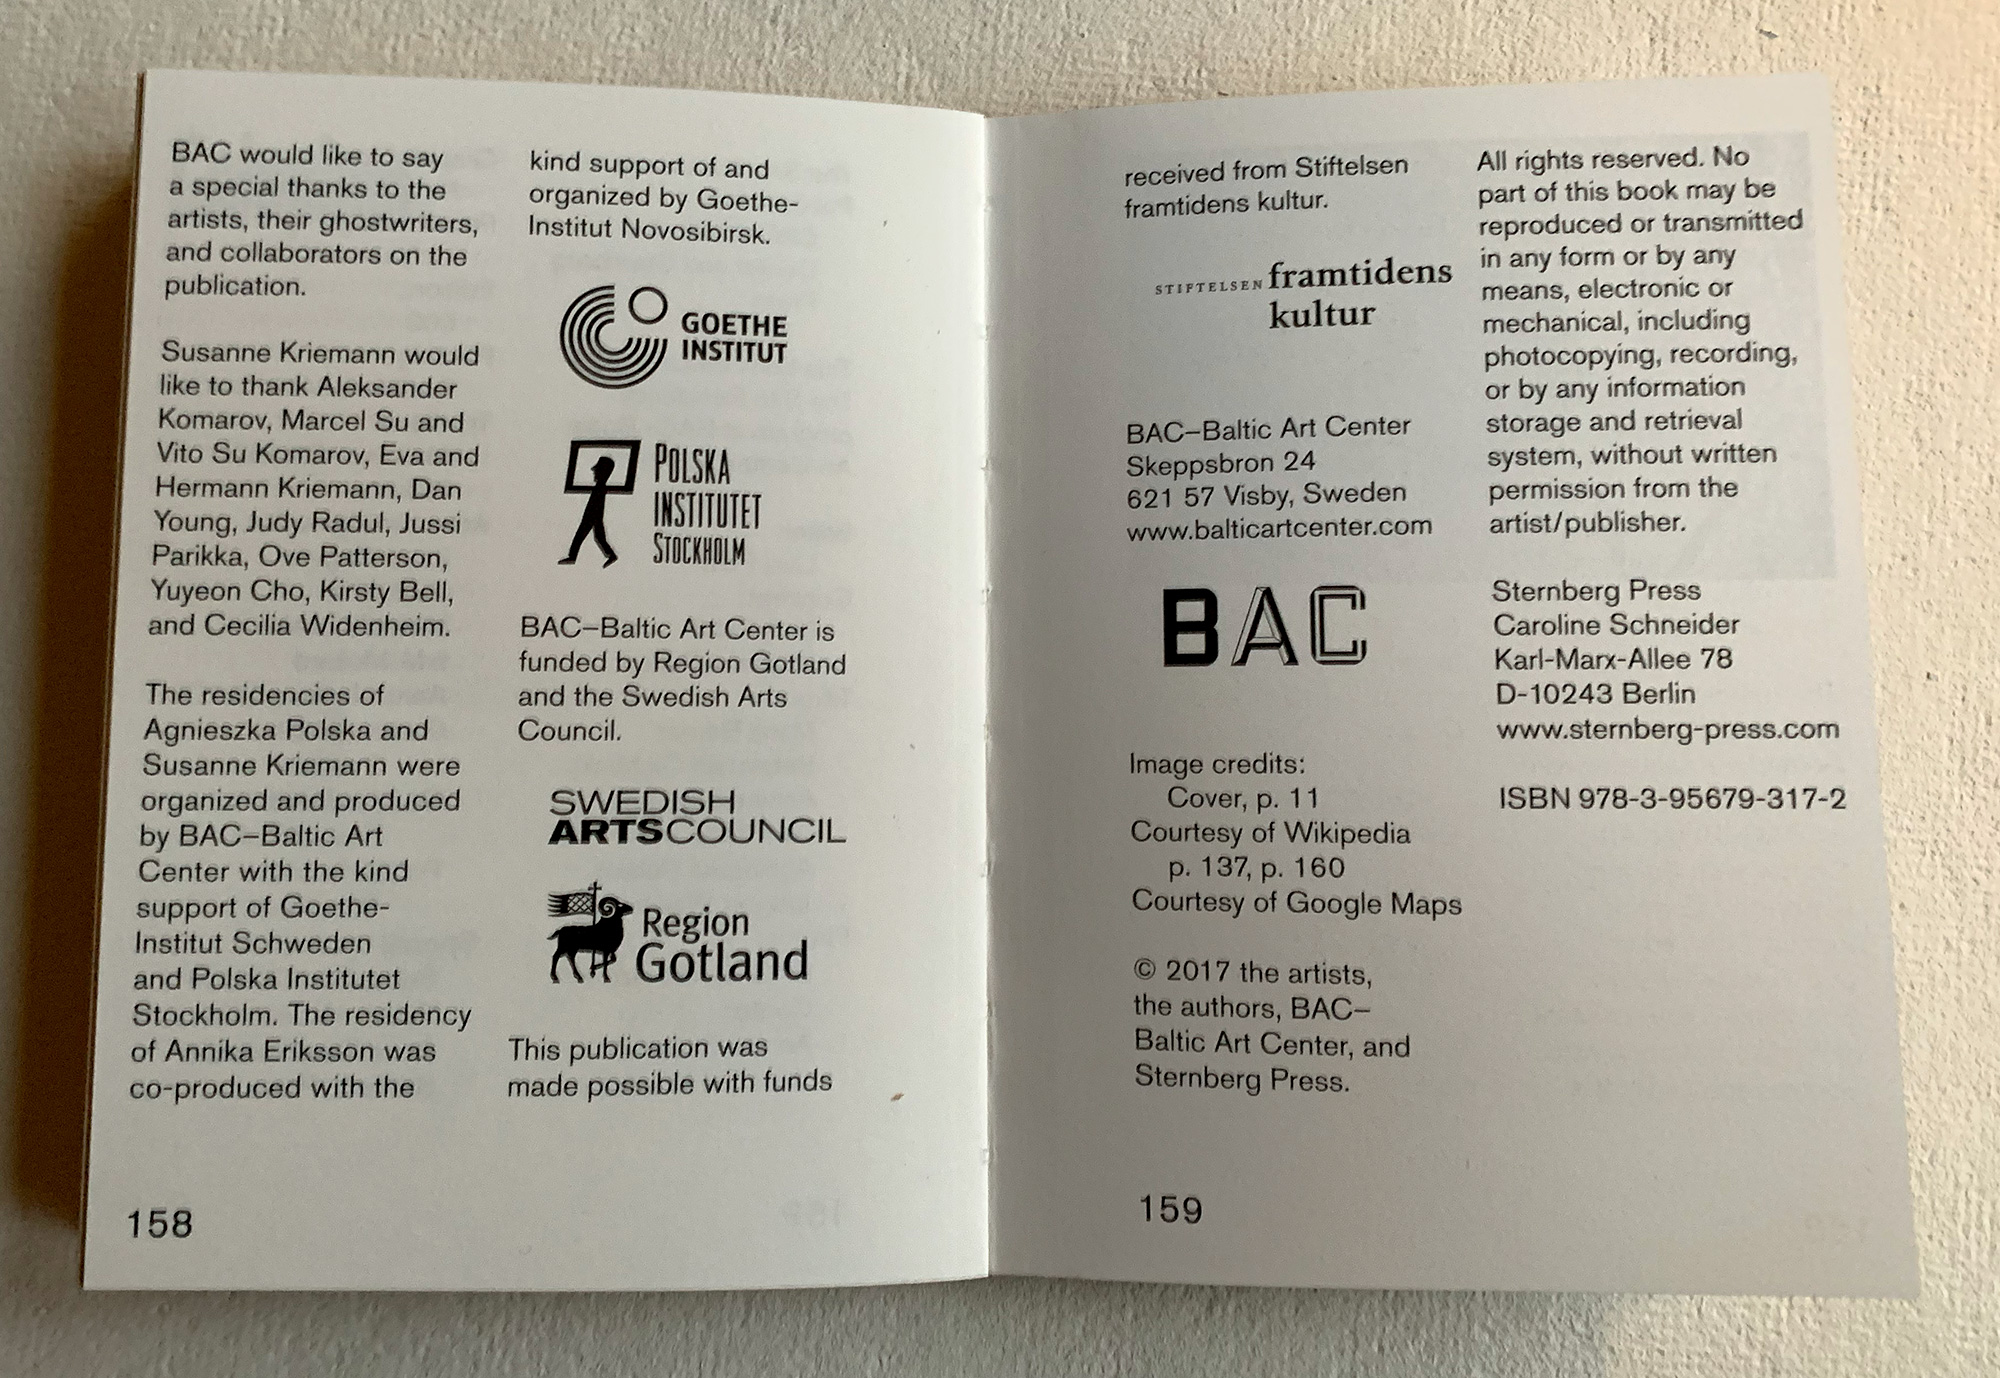 BAC would like to say
a special thanks to the
artists, their ghostwriters,
and collaborators on the
publication.
Susanne Kriemann would
like to thank Aleksander
Komarov, Marcel Su and
Vito Su Komarov, Eva and
Hermann Kriemann, Dan
Young, Judy Radul, Jussi
Parikka, Ove Patterson,
Yuyeon Cho, Kirsty Bell,
and Cecilia Widenheim.
The residencies of
Agnieszka Polska and
Susanne Kriemann were
organized and produced
by BAC–Baltic Art
Center with the kind
support of Goethe-
Institut Schweden
and Polska Institutet
Stockholm. The residency
of Annika Eriksson was
co-produced with the
158
kind support of and
organized by Goethe-
Institut Novosibirsk.
GOETHE
INSTITUT
POLSKA
INSTITUTET
STOCKHOLM
BAC–Baltic Art Center is
funded by Region Gotland
and the Swedish Arts
Council.
SWEDISH
ARTSCOUNCIL
Region
Gotland
This publication was
made possible with funds
received from Stiftelsen
framtidens kultur.
STIFTELSEN framtidens
kultur
BAC–Baltic Art Center
Skeppsbron 24
621 57 Visby, Sweden
www.balticartcenter.com
BAC
Image credits:
Cover, p. 11
Courtesy of Wikipedia
p. 137, p. 160
Courtesy of Google Maps
© 2017 the artists,
the authors, BAC–
Baltic Art Center, and
Sternberg Press.
159
All rights reserved. No
part of this book may be
reproduced or transmitted
in any form or by any
means, electronic or
mechanical, including
photocopying, recording,
or by any information
storage and retrieval
system, without written
permission from the
artist/publisher.
Sternberg Press
Caroline Schneider
Karl-Marx-Allee 78
D-10243 Berlin
www.sternberg-press.com
ISBN 978-3-95679-317-2